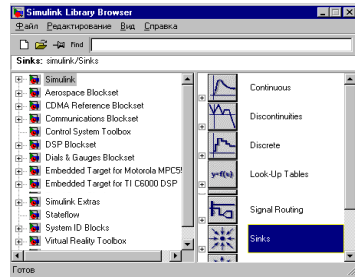 Simulink Library Browser
Файл Редактирование Вид Справка
Find
Sinks: simulink/Sinks
Simulink
Aerospace Blockset
CDMA Reference Blockset
Communications Blockset
Control System Toolbox
DSP Blockset
Dials & Gauges Blockset
Embedded Target for Motorola MPC5
Embedded Target for TI C6000 DSP
Simulink Extras
Stateflow
System ID Blocks
Virtual Reality Toolbox
Continuous
Discontinuities
Discrete
y=f(u)
Look-Up Tables
Signal Routing
Sinks
Готов